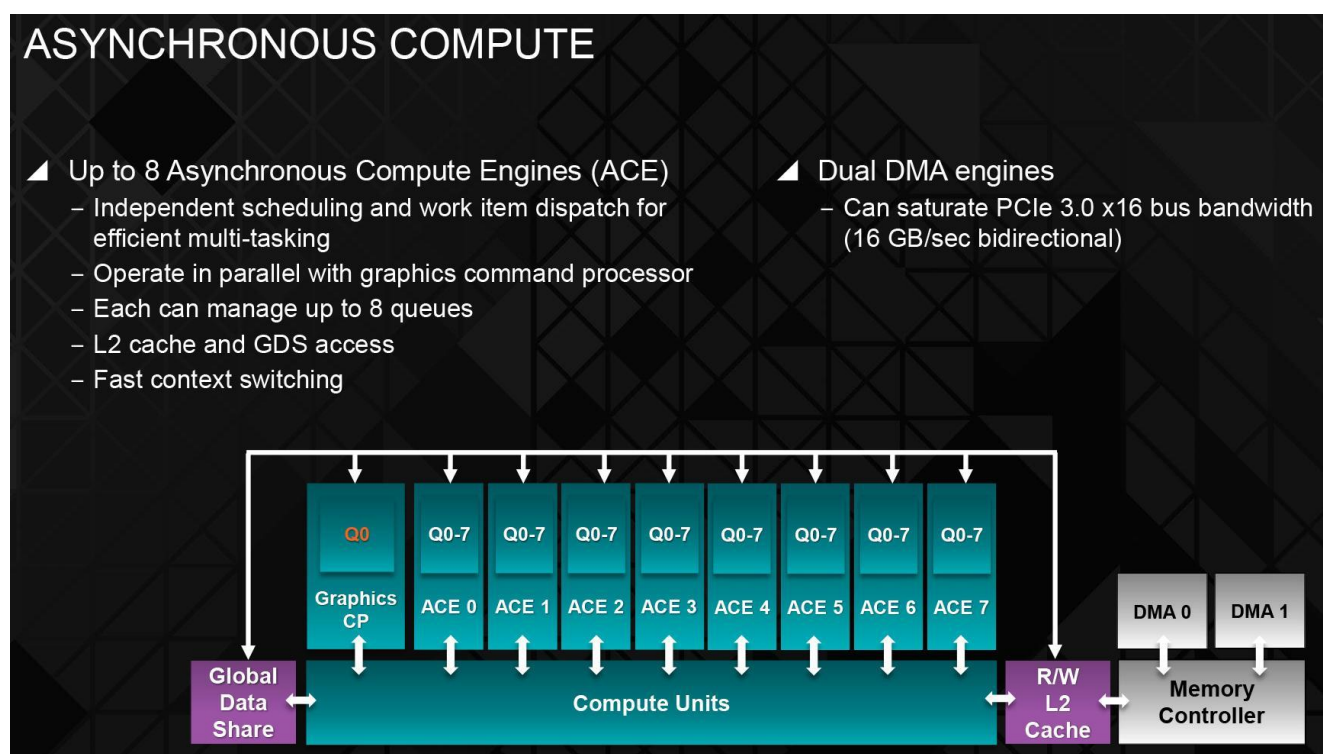 ASYNCHRONOUS COMPUTE
Up to 8 Asynchronous Compute Engines (ACE)
– Independent scheduling and work item dispatch for
efficient multi-tasking
– Operate in parallel with graphics command processor
– Each can manage up to 8 queues
– L2 cache and GDS access
– Fast context switching
Dual DMA engines
– Can saturate PCIe 3.0 x16 bus bandwidth
(16 GB/sec bidirectional)
Q0
Graphics
CP
Q0-7
ACE 0
Q0-7
ACE 1
Q0-7
ACE 2
Q0-7
ACE 3
Q0-7
ACE 4
Q0-7
ACE 5
Q0-7
ACE 6
Q0-7
ACE 7
DMA 0
DMA 1
Global
Data
Share
Compute Units
R/W
L2
Cache
Memory
Controller